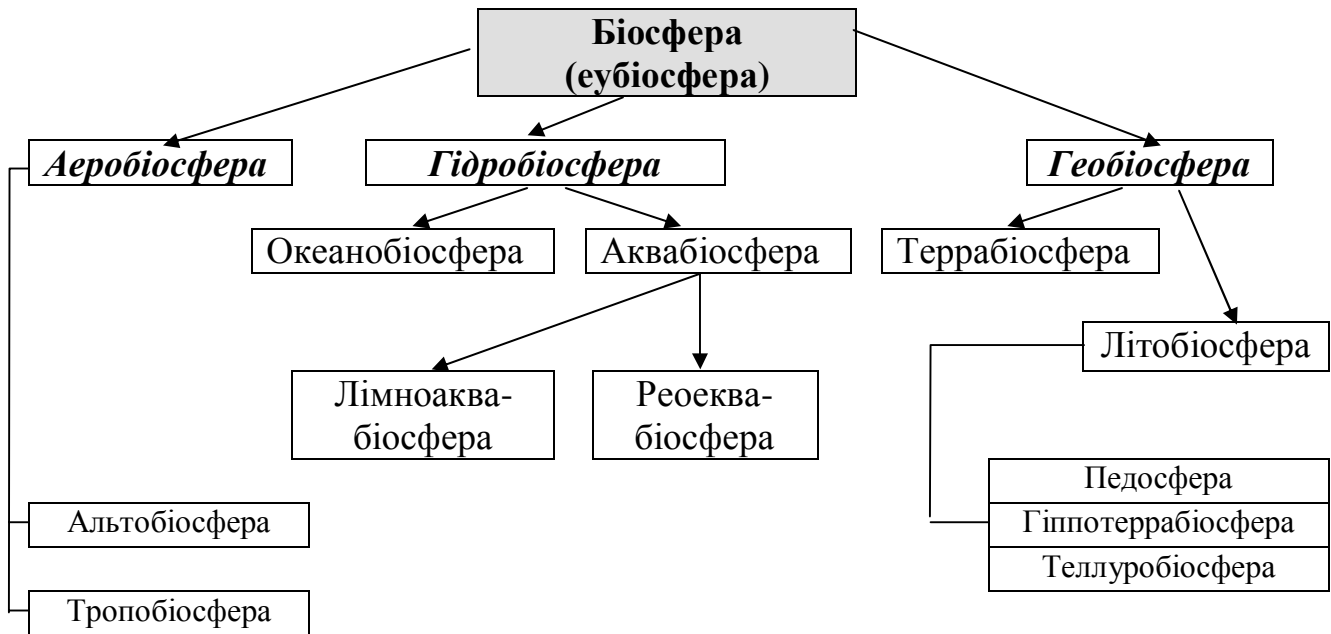 Біосфера
(еубіосфера)
Аеробіосфера
Гідробіосфера
Геобіосфера
Океанобіосфера
Аквабіосфера
Террабіосфера
Літобіосфера
Лімноаква-
біосфера
Реоеква-
біосфера
Педосфера
Гіппотеррабіосфера
Теллуробіосфера
Альтобіосфера
Тропобіосфера